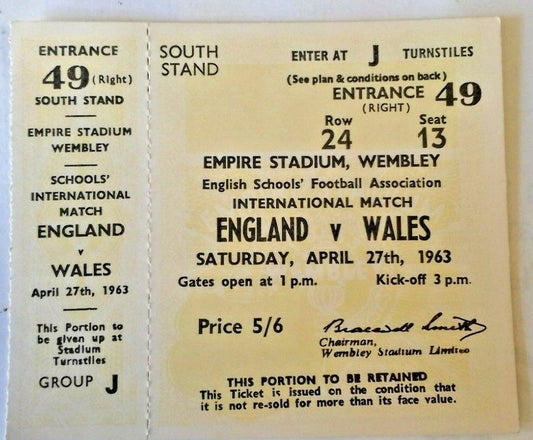 ENTRANCE
49 (Right)
SOUTH STAND
EMPIRE STADIUM
WEMBLEY
SCHOOLS'
INTERNATIONAL
MATCH
ENGLAND
v
WALES
April 27th, 1963
This Portion to
be given up at
Stadium
Turnstiles
GROUP J
SOUTH
STAND
ENTER AT J TURNSTILES
(See plan & conditions on back)
ENTRANCE 49
(RIGHT)
Row Seat
24 13
EMPIRE STADIUM, WEMBLEY
English Schools' Football Association
INTERNATIONAL MATCH
ENGLAND v WALES
SATURDAY, APRIL 27th, 1963
Gates open at 1 p.m. Kick-off 3 p.m.
Price 5/6
Bracewell Smith
Chairman,
Wembley Stadium Limited
THIS PORTION TO BE RETAINED
This Ticket is issued on the condition that
it is not re-sold for more than its face value.